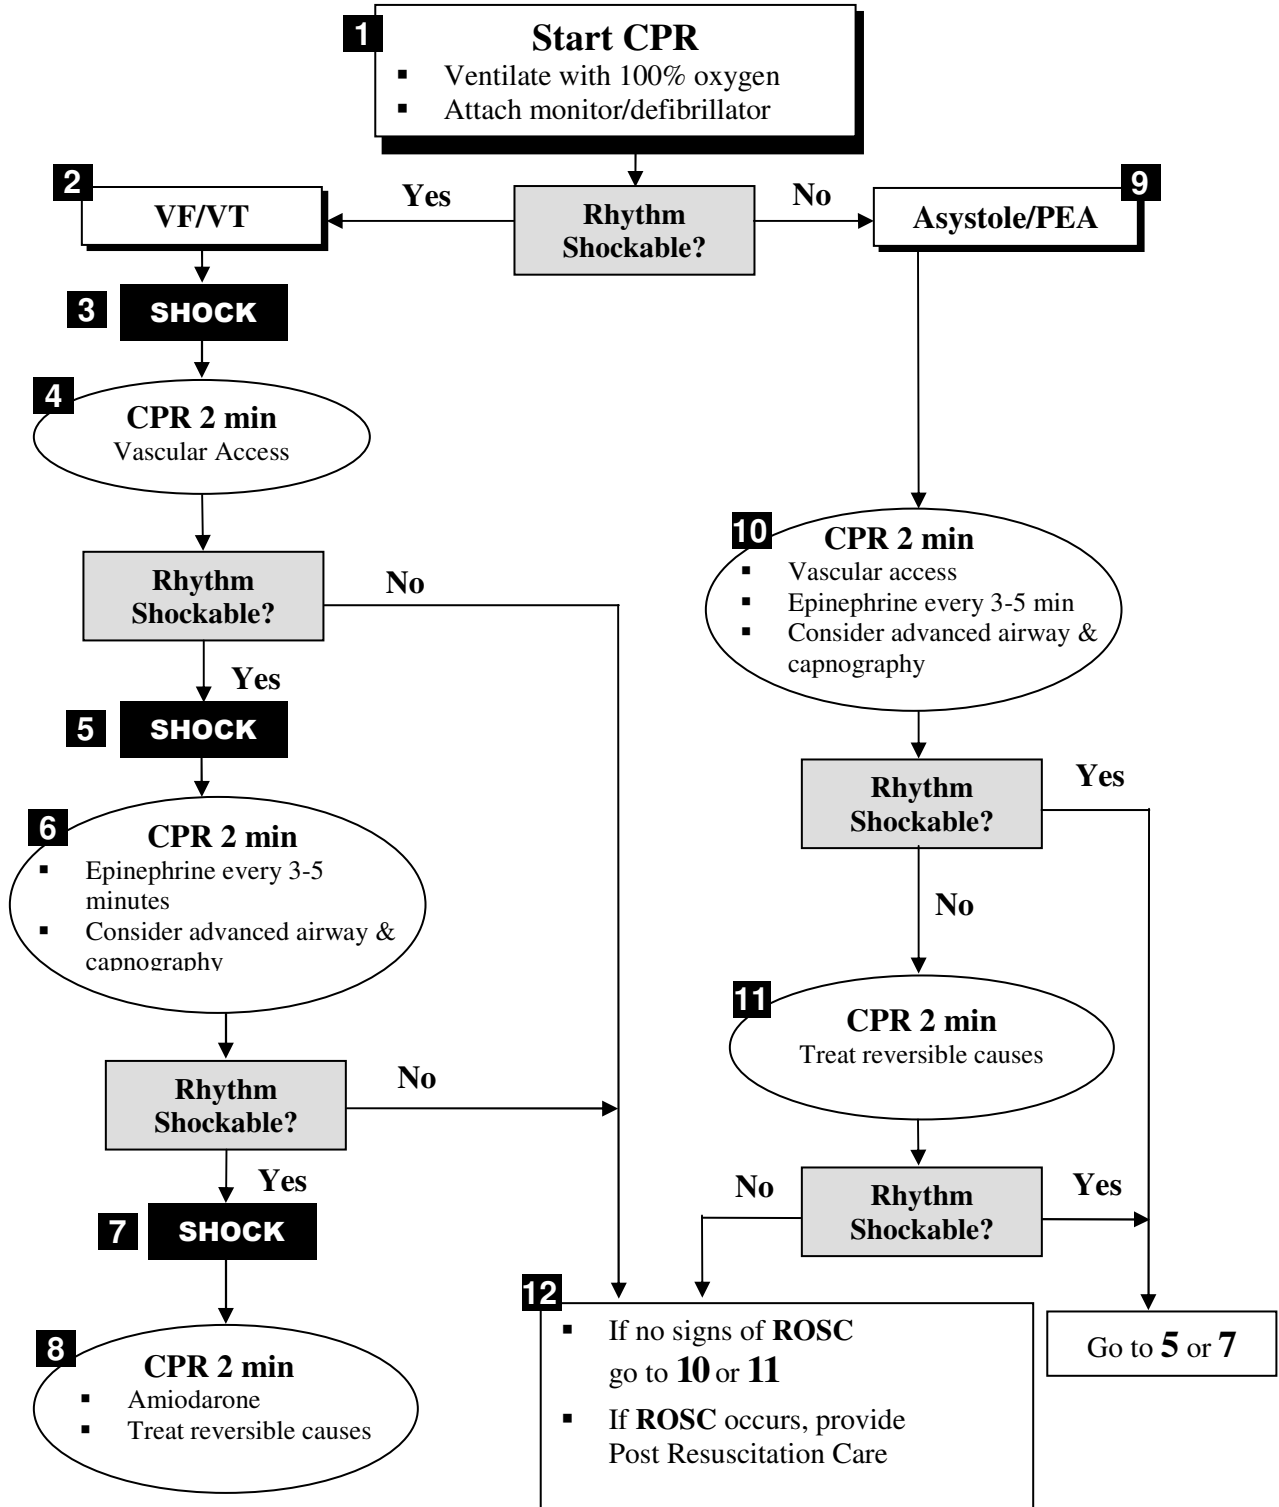 1
Start CPR
▪ Ventilate with 100% oxygen
▪ Attach monitor/defibrillator
2
VF/VT
Yes
Rhythm
Shockable?
No
9
Asystole/PEA
3
SHOCK
4
CPR 2 min
Vascular Access
Rhythm
Shockable?
No
Yes
5
SHOCK
6
CPR 2 min
▪ Epinephrine every 3-5
minutes
▪ Consider advanced airway &
capnography
Rhythm
Shockable?
No
Yes
7
SHOCK
8
CPR 2 min
▪ Amiodarone
▪ Treat reversible causes
10
CPR 2 min
▪ Vascular access
▪ Epinephrine every 3-5 min
▪ Consider advanced airway &
capnography
Rhythm
Shockable?
Yes
No
11
CPR 2 min
Treat reversible causes
No
Rhythm
Shockable?
Yes
12
▪ If no signs of ROSC
go to 10 or 11
▪ If ROSC occurs, provide
Post Resuscitation Care
Go to 5 or 7